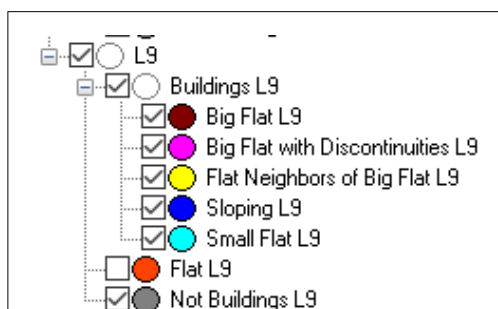 L9
Buildings L9
Big Flat L9
Big Flat with Discontinuities L9
Flat Neighbors of Big Flat L9
Sloping L9
Small Flat L9
Flat L9
Not Buildings L9